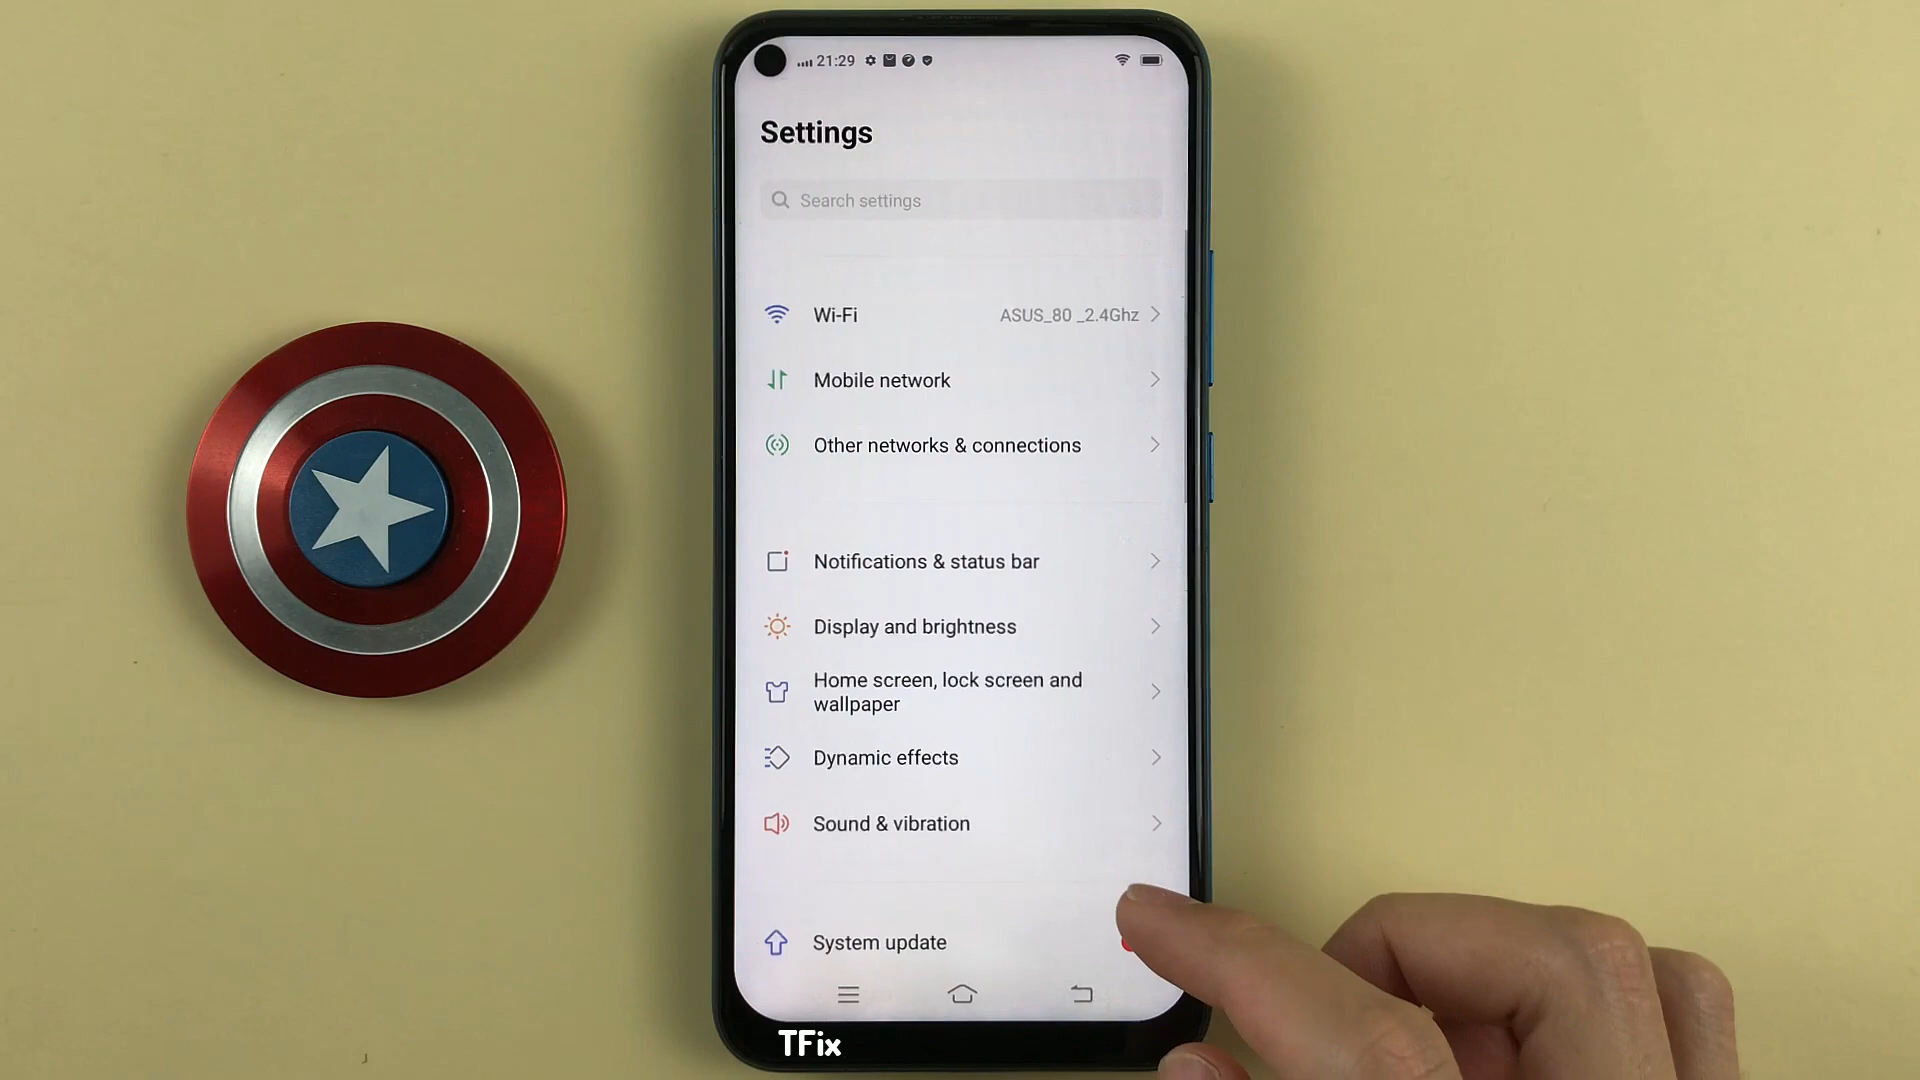 21:29
Settings
Search settings
Wi-Fi
ASUS_80 _2.4Ghz
Mobile network
Other networks & connections
Notifications & status bar
Display and brightness
Home screen, lock screen and
wallpaper
Dynamic effects
Sound & vibration
System update
TFix